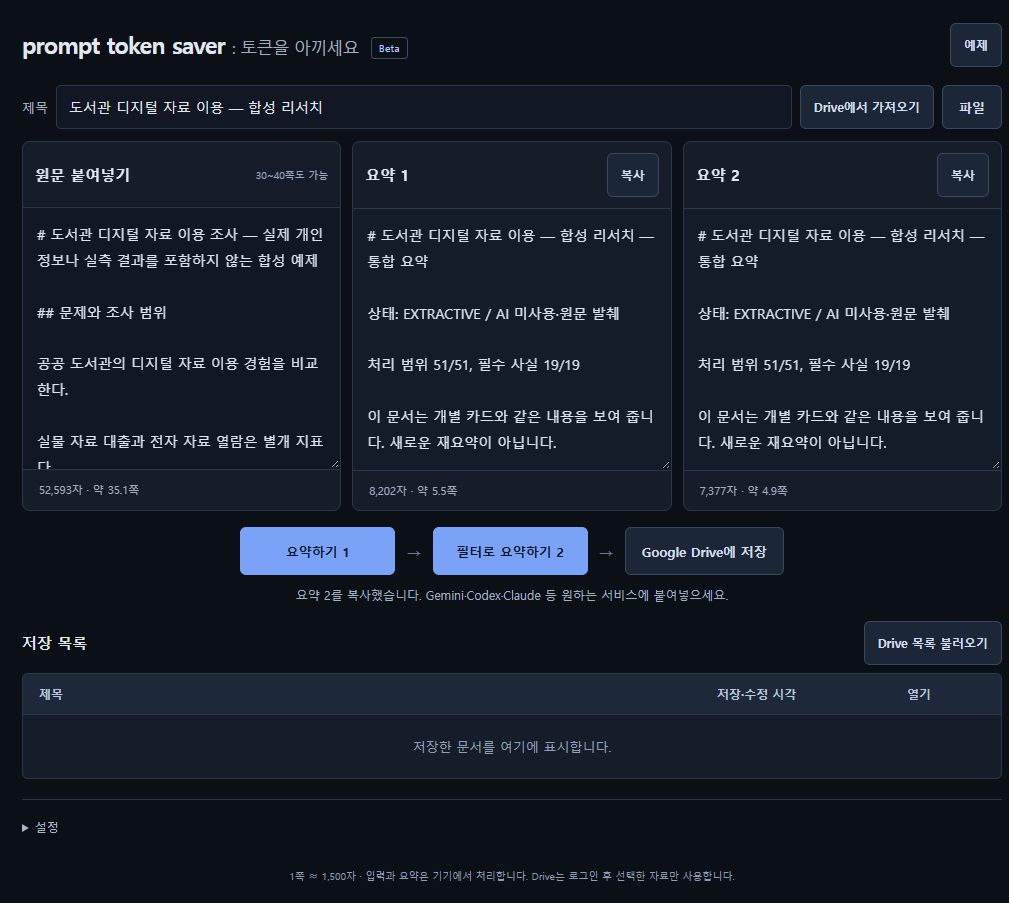 prompt token saver : 토큰을 아끼세요 Beta
예제
제목
도서관 디지털 자료 이용 — 합성 리서치
Drive에서 가져오기
파일
원문 붙여넣기
30~40쪽도 가능
# 도서관 디지털 자료 이용 조사 — 실제 개인
정보나 실측 결과를 포함하지 않는 합성 예제
## 문제와 조사 범위
공공 도서관의 디지털 자료 이용 경험을 비교
한다.
실물 자료 대출과 전자 자료 열람은 별개 지표
다.
52,593자 · 약 35.1쪽
요약 1
복사
# 도서관 디지털 자료 이용 — 합성 리서치 —
통합 요약
상태: EXTRACTIVE / AI 미사용·원문 발췌
처리 범위 51/51, 필수 사실 19/19
이 문서는 개별 카드와 같은 내용을 보여 줍니
다. 새로운 재요약이 아닙니다.
8,202자 · 약 5.5쪽
요약 2
복사
# 도서관 디지털 자료 이용 — 합성 리서치 —
통합 요약
상태: EXTRACTIVE / AI 미사용·원문 발췌
처리 범위 51/51, 필수 사실 19/19
이 문서는 개별 카드와 같은 내용을 보여 줍니
다. 새로운 재요약이 아닙니다.
7,377자 · 약 4.9쪽
요약하기 1 → 필터로 요약하기 2 → Google Drive에 저장
요약 2를 복사했습니다. Gemini·Codex·Claude 등 원하는 서비스에 붙여넣으세요.
저장 목록
Drive 목록 불러오기
제목
저장·수정 시각
열기
저장한 문서를 여기에 표시합니다.
▶ 설정
1쪽 ≈ 1,500자 · 입력과 요약은 기기에서 처리합니다. Drive는 로그인 후 선택한 자료만 사용합니다.